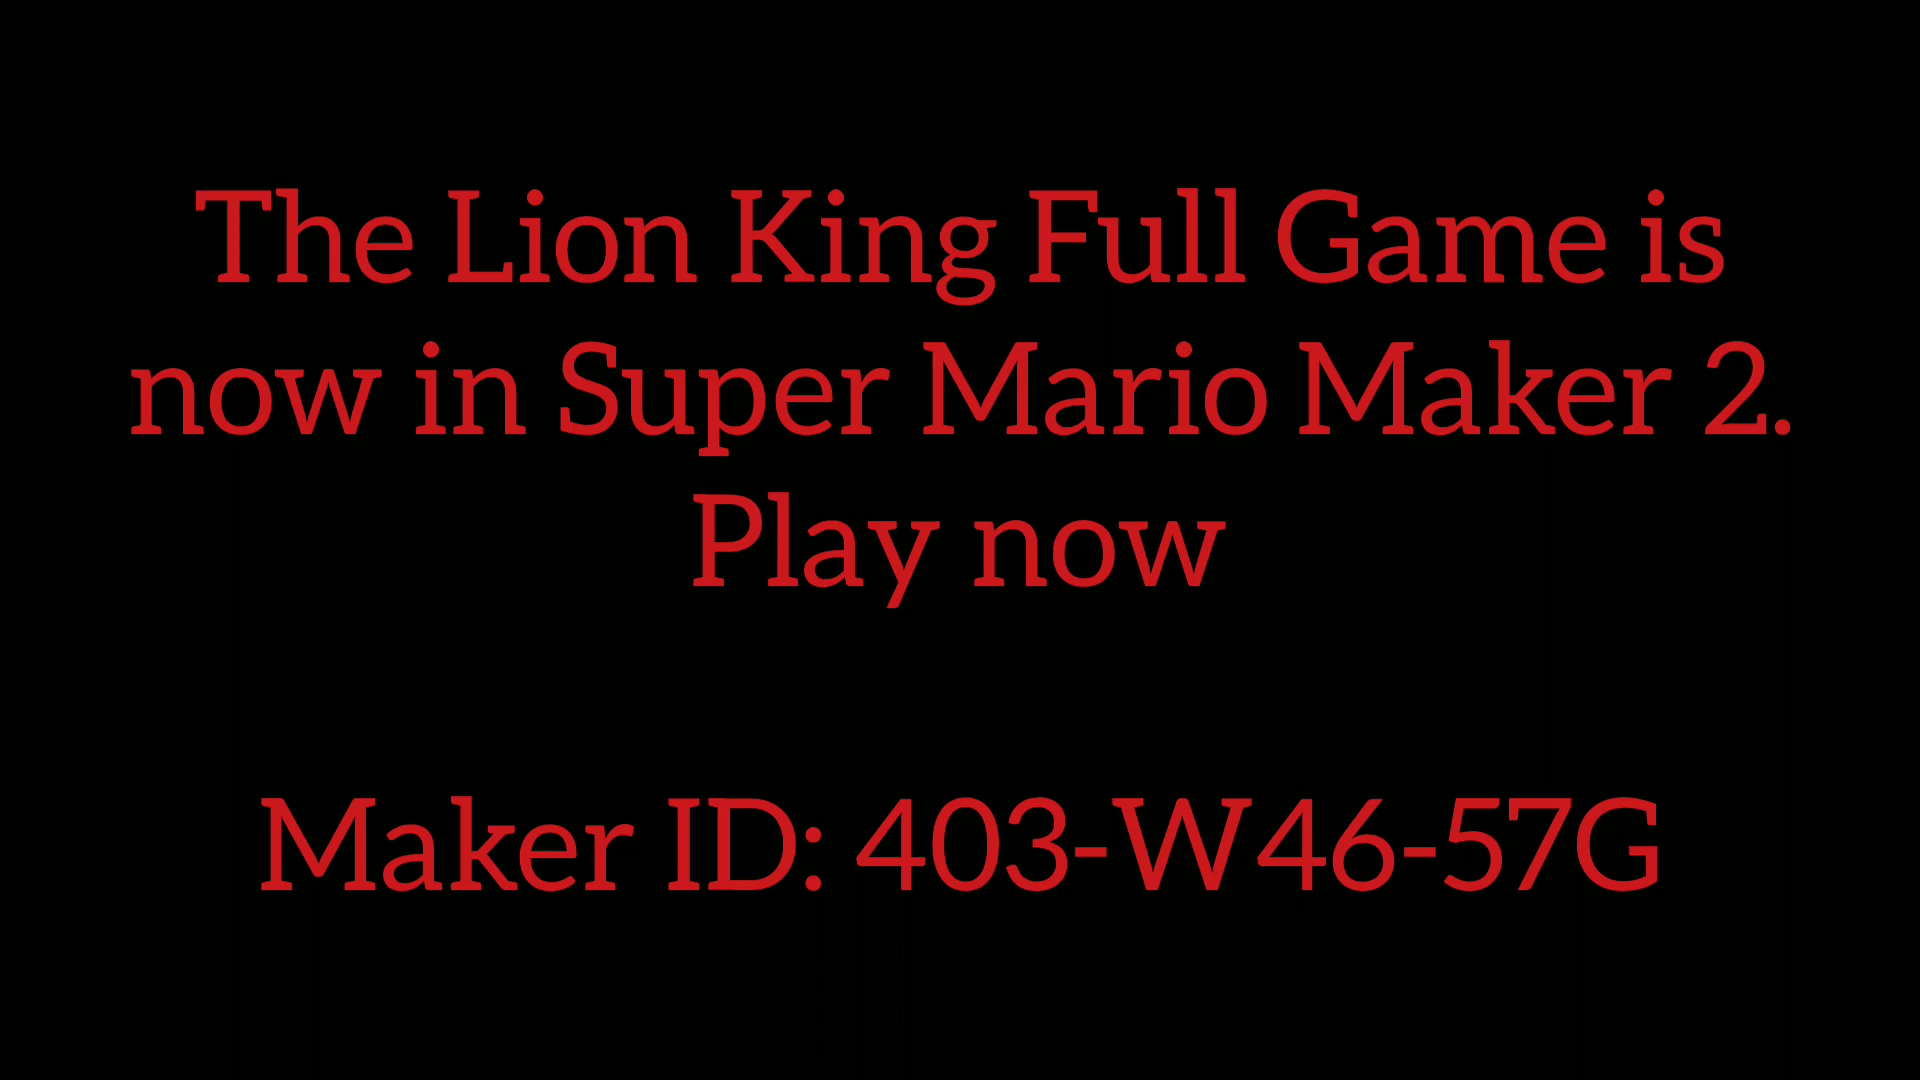 The Lion King Full Game is
now in Super Mario Maker 2.
Play now
Maker ID: 403-W46-57G